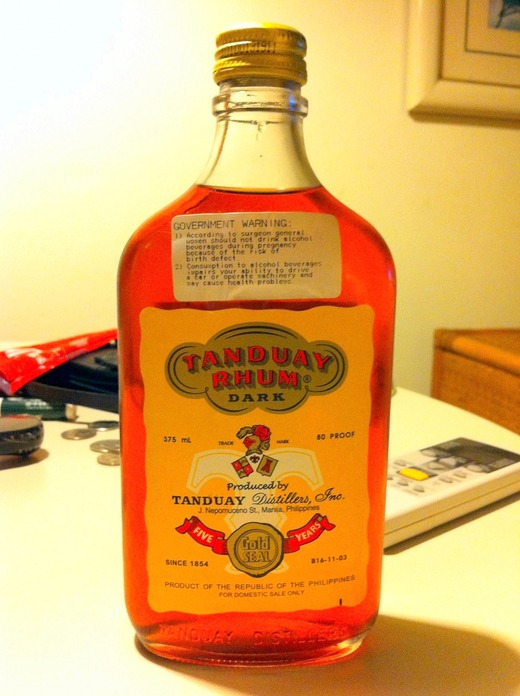 GOVERNMENT WARNING:
1) According to surgeon general
women should not drink alcohol
beverages during pregnancy
because of the risk of
birth defect
2) Consuption to alcohol beverages
impairs your ability to drive
a car or operate machinery and
may cause health problems
TANDUAY
RHUM®
DARK
375 mL TRADE MARK 80 PROOF
Produced by
TANDUAY Distillers, Inc.
J. Nepomuceno St., Manila, Philippines
FIVE YEARS
Gold
SEAL
SINCE 1854 B16-11-03
PRODUCT OF THE REPUBLIC OF THE PHILIPPINES
FOR DOMESTIC SALE ONLY
TANDUAY DISTILLERS